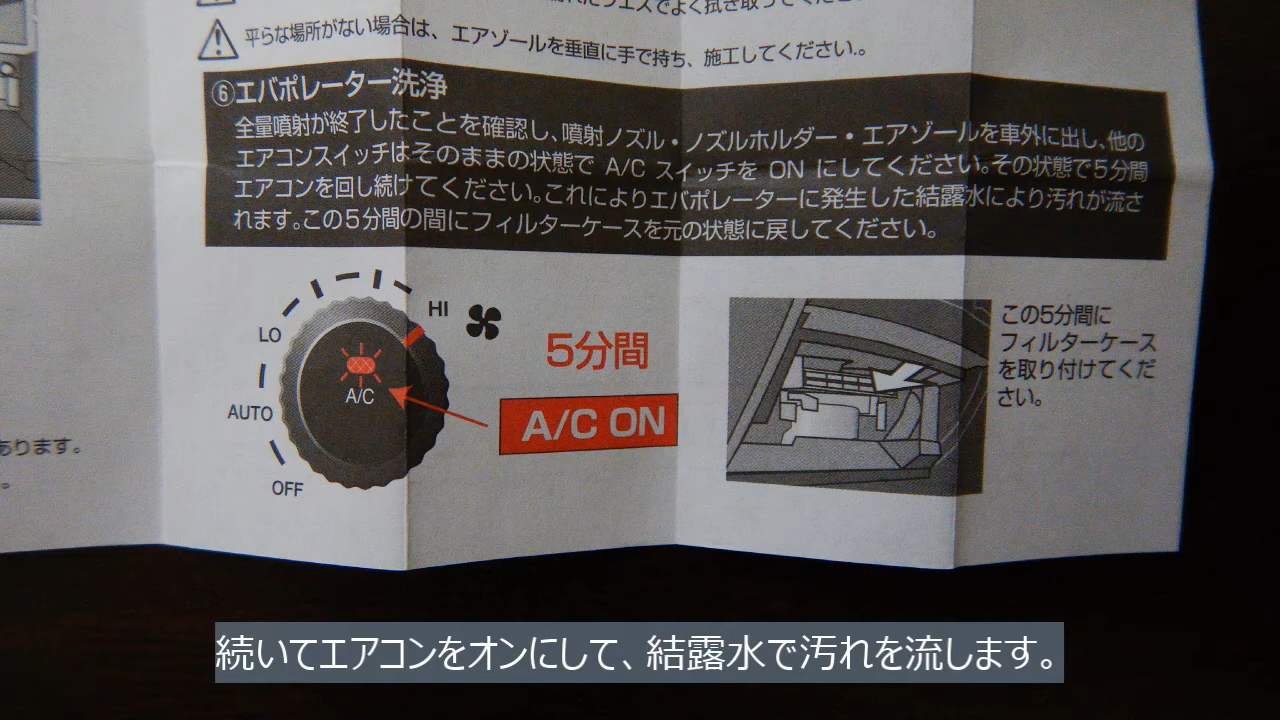 でよく拭き取ってくださ
平らな場所がない場合は、エアゾールを垂直に手で持ち、施工してください。
⑥エバポレーター洗浄
全量噴射が終了したことを確認し、噴射ノズル・ノズルホルダー・エアゾールを車外に出し、他の
エアコンスイッチはそのままの状態で A/C スイッチを ON にしてください。その状態で5分間
エアコンを回し続けてください。これによりエバポレーターに発生した結露水により汚れが流さ
れます。この5分間の間にフィルターケースを元の状態に戻してください。
HI
LO
AUTO
OFF
A/C
5分間
A/C ON
この5分間に
フィルターケース
を取り付けてくだ
さい。
あります。
続いてエアコンをオンにして、結露水で汚れを流します。